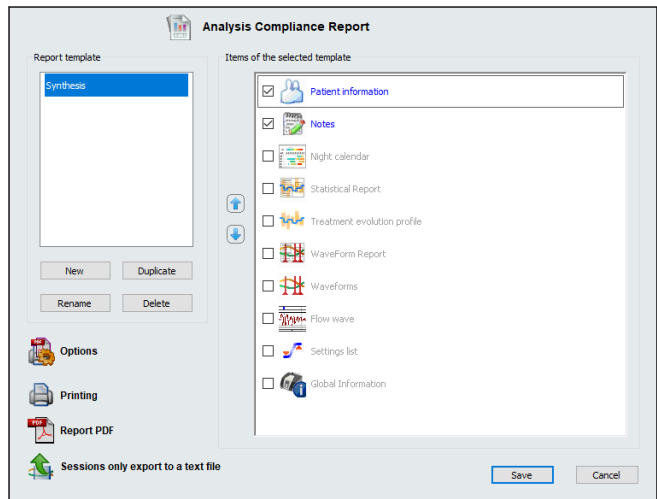 Analysis Compliance Report
Report template
Items of the selected template
Synthesis
Patient information
Notes
Night calendar
Statistical Report
Treatment evolution profile
WaveForm Report
Waveforms
Flow wave
Settings list
Global Information
New
Duplicate
Rename
Delete
Options
Printing
PDF
Report PDF
Sessions only export to a text file
Save
Cancel